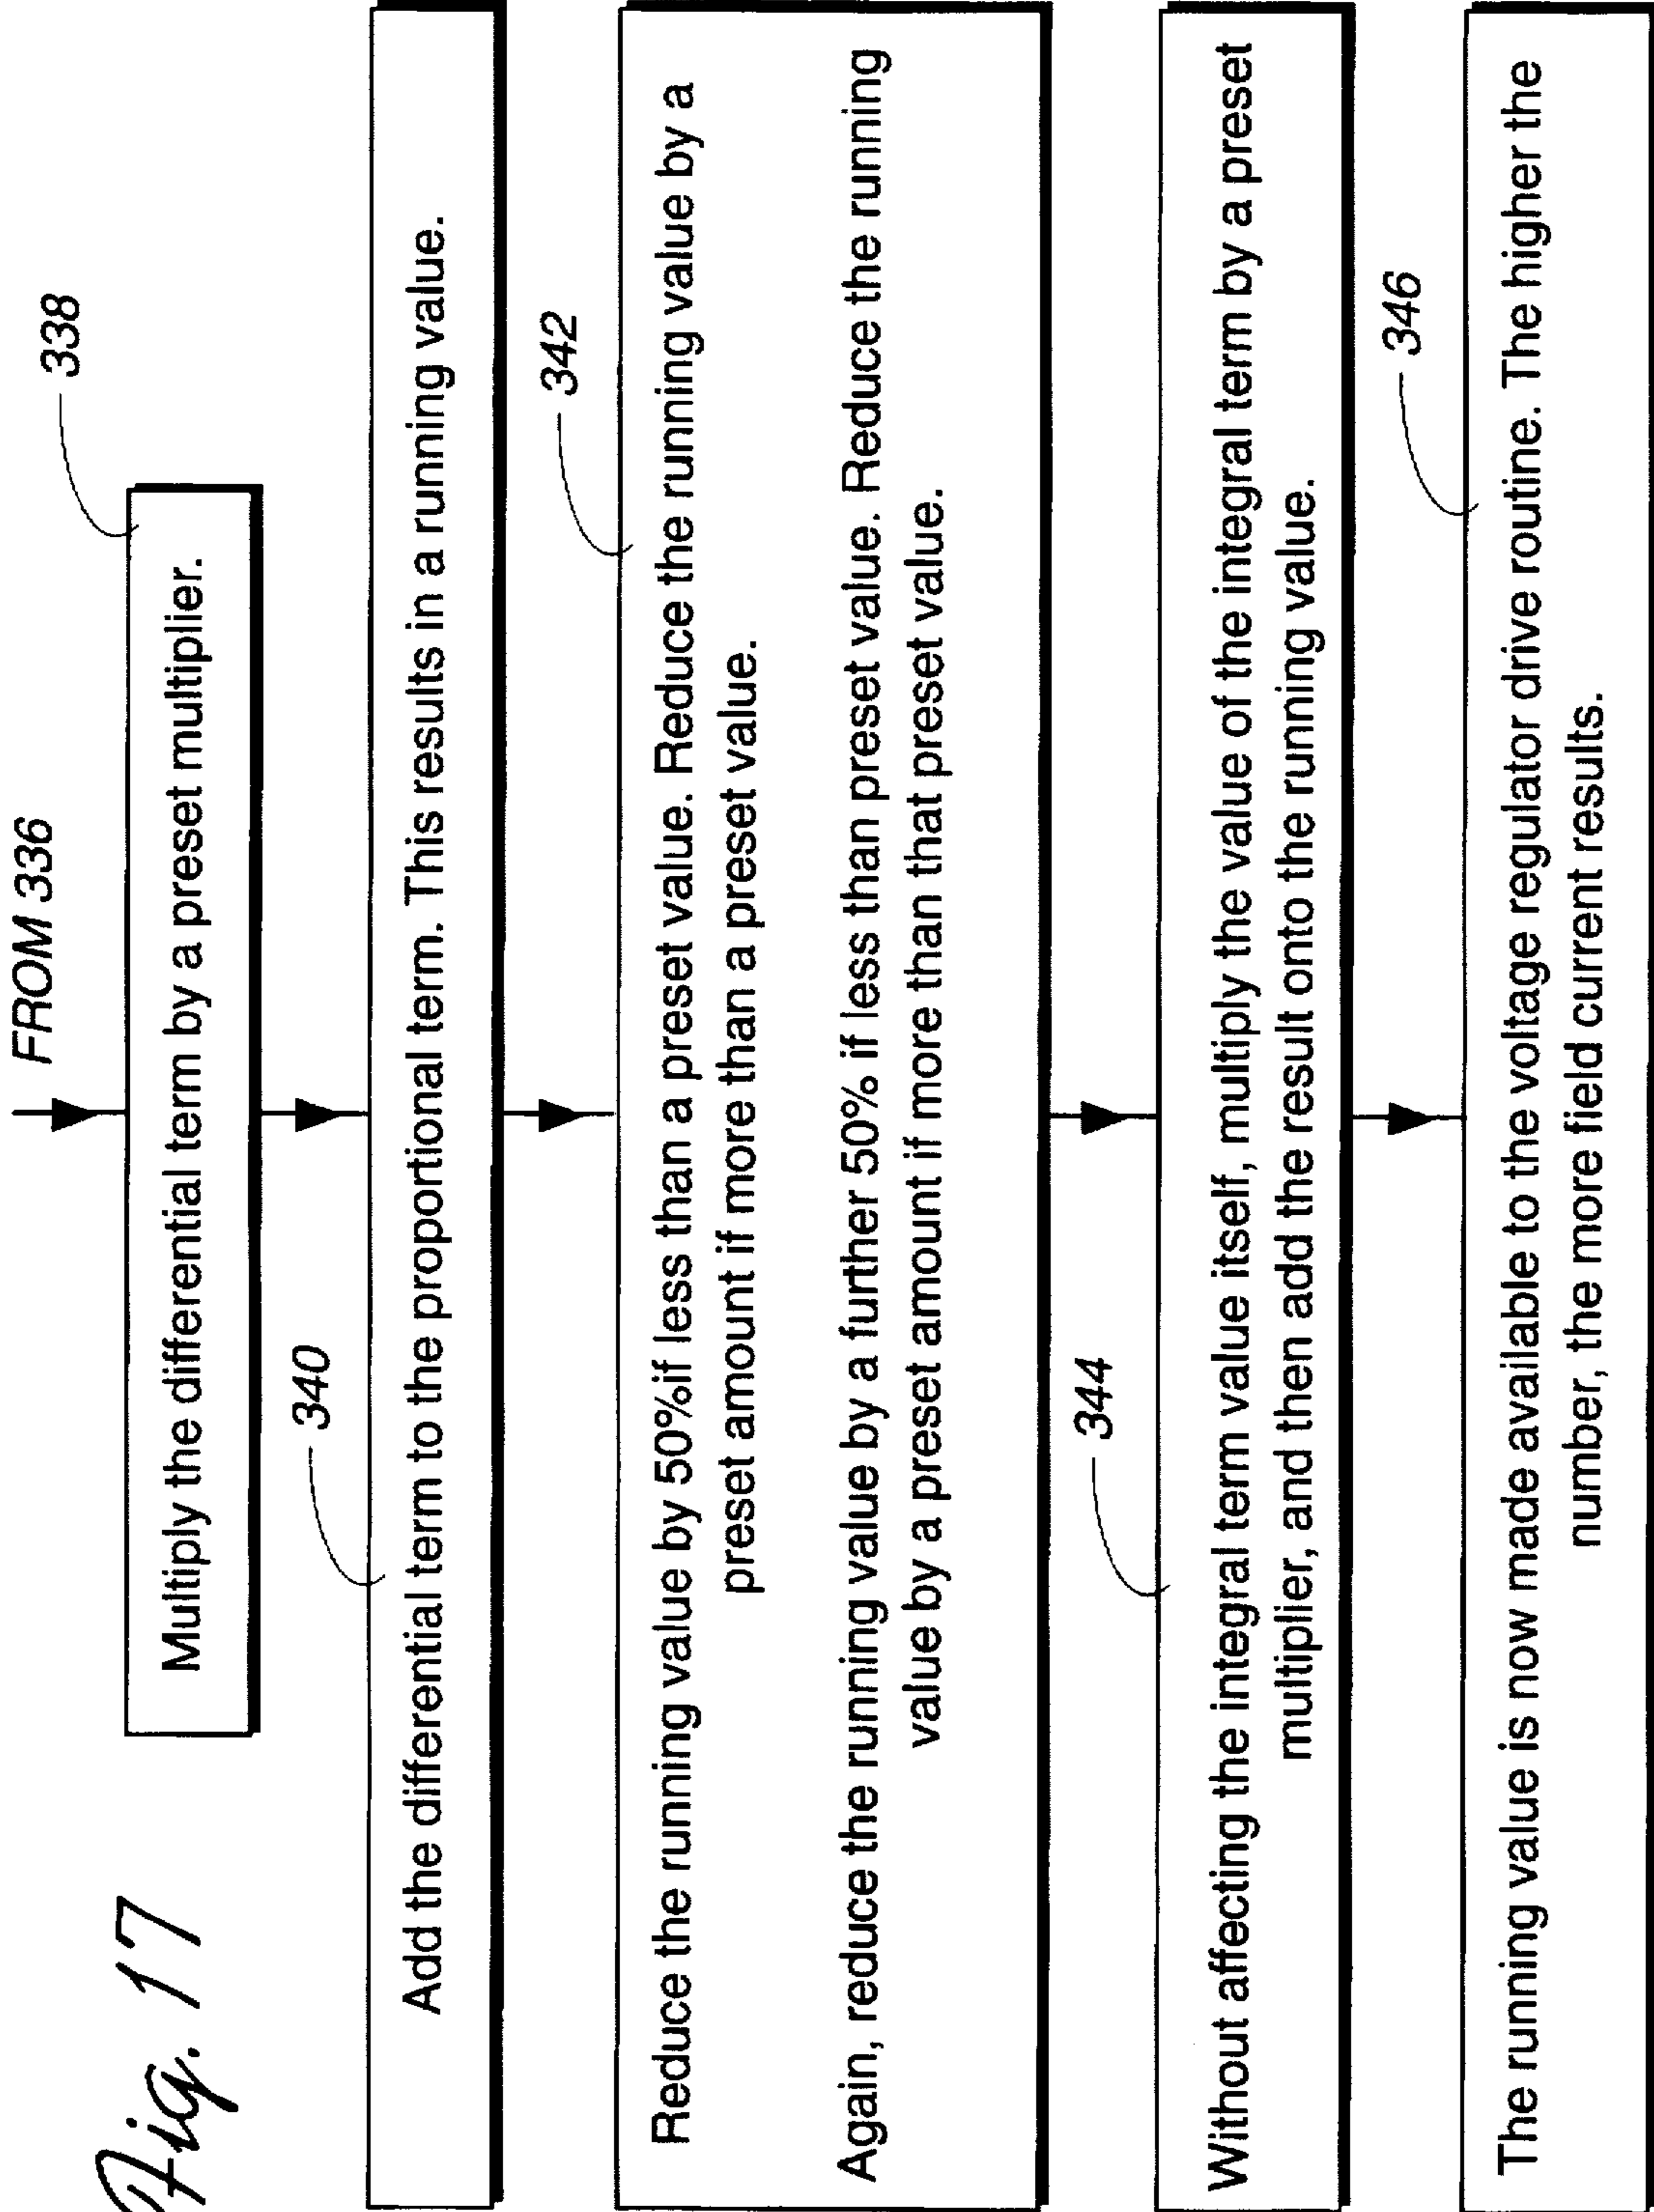 Fig. 17
FROM 336
338
Multiply the differential term by a preset multiplier.
340
Add the differential term to the proportional term. This results in a running value.
342
Reduce the running value by 50%if less than a preset value. Reduce the running value by a
preset amount if more than a preset value.
Again, reduce the running value by a further 50% if less than preset value. Reduce the running
value by a preset amount if more than that preset value.
344
Without affecting the integral term value itself, multiply the value of the integral term by a preset
multiplier, and then add the result onto the running value.
346
The running value is now made available to the voltage regulator drive routine. The higher the
number, the more field current results.